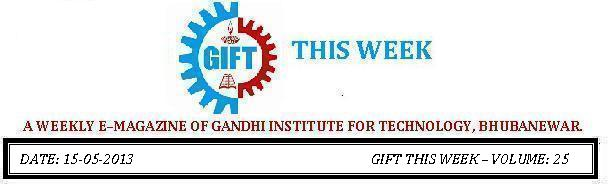 GIFT THIS WEEK
A WEEKLY E-MAGAZINE OF GANDHI INSTITUTE FOR TECHNOLOGY, BHUBANEWAR.
DATE: 15-05-2013 GIFT THIS WEEK – VOLUME: 25